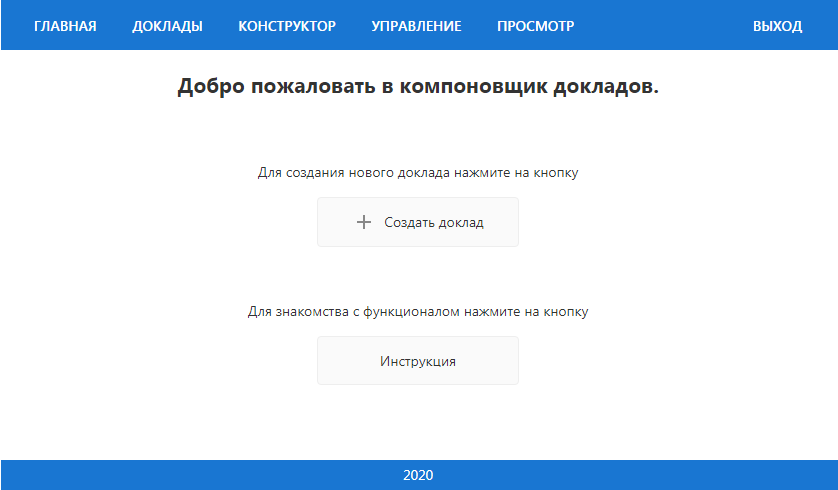 ГЛАВНАЯ ДОКЛАДЫ КОНСТРУКТОР УПРАВЛЕНИЕ ПРОСМОТР ВЫХОД
Добро пожаловать в компоновщик докладов.
Для создания нового доклада нажмите на кнопку
Создать доклад
Для знакомства с функционалом нажмите на кнопку
Инструкция
2020